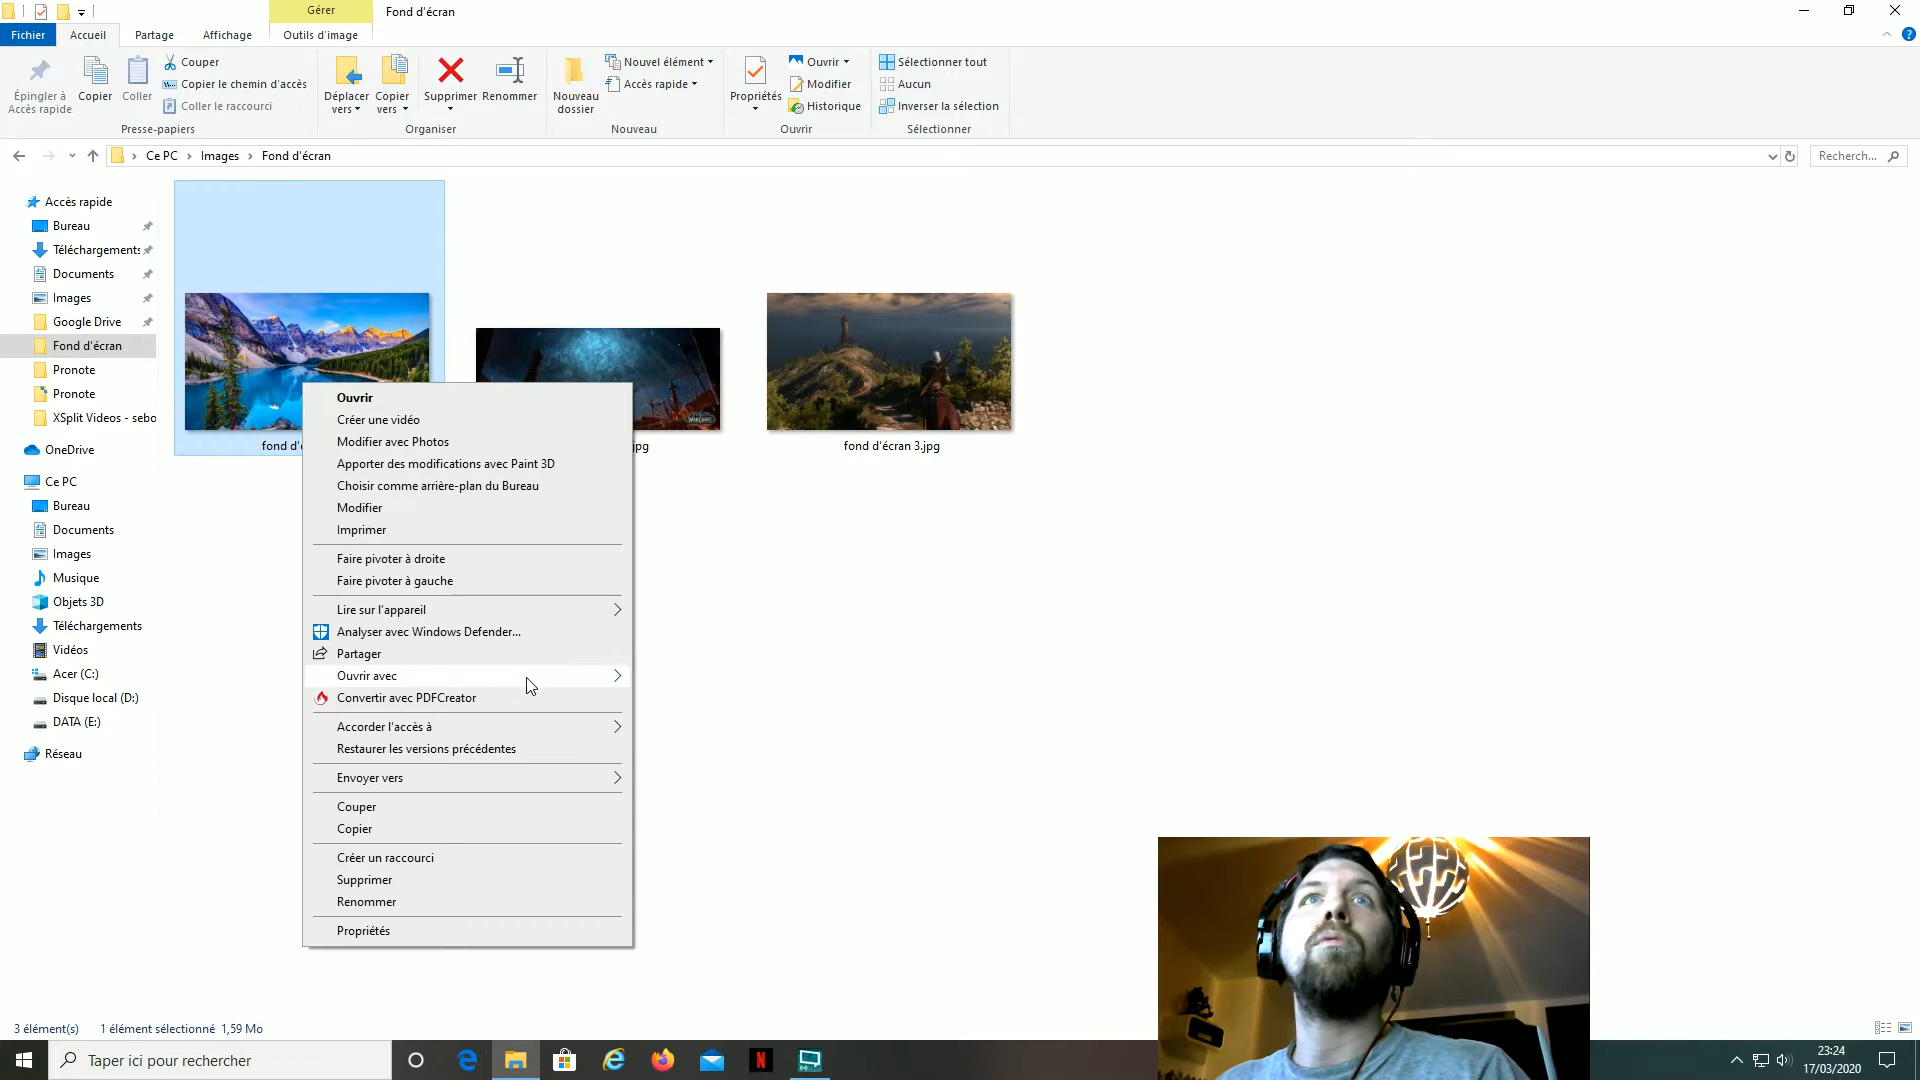 Gérer
Fond d'écran
Fichier
Accueil
Partage
Affichage
Outils d'image
Épingler à
Accès rapide
Copier
Coller
Couper
Copier le chemin d'accès
Coller le raccourci
Presse-papiers
Déplacer
vers
Copier
vers
Supprimer
Renommer
Organiser
Nouveau
dossier
Nouvel élément
Accès rapide
Nouveau
Propriétés
Ouvrir
Modifier
Historique
Ouvrir
Sélectionner tout
Aucun
Inverser la sélection
Sélectionner
Ce PC
Images
Fond d'écran
Recherch...
Accès rapide
Bureau
Téléchargements
Documents
Images
Google Drive
Fond d'écran
Pronote
Pronote
XSplit Videos - sebo
OneDrive
Ce PC
Bureau
Documents
Images
Musique
Objets 3D
Téléchargements
Vidéos
Acer (C:)
Disque local (D:)
DATA (E:)
Réseau
fond d'é
jpg
fond d'écran 3.jpg
Ouvrir
Créer une vidéo
Modifier avec Photos
Apporter des modifications avec Paint 3D
Choisir comme arrière-plan du Bureau
Modifier
Imprimer
Faire pivoter à droite
Faire pivoter à gauche
Lire sur l'appareil
Analyser avec Windows Defender...
Partager
Ouvrir avec
Convertir avec PDFCreator
Accorder l'accès à
Restaurer les versions précédentes
Envoyer vers
Couper
Copier
Créer un raccourci
Supprimer
Renommer
Propriétés
3 élément(s)
1 élément sélectionné 1,59 Mo
Taper ici pour rechercher
23:24
17/03/2020